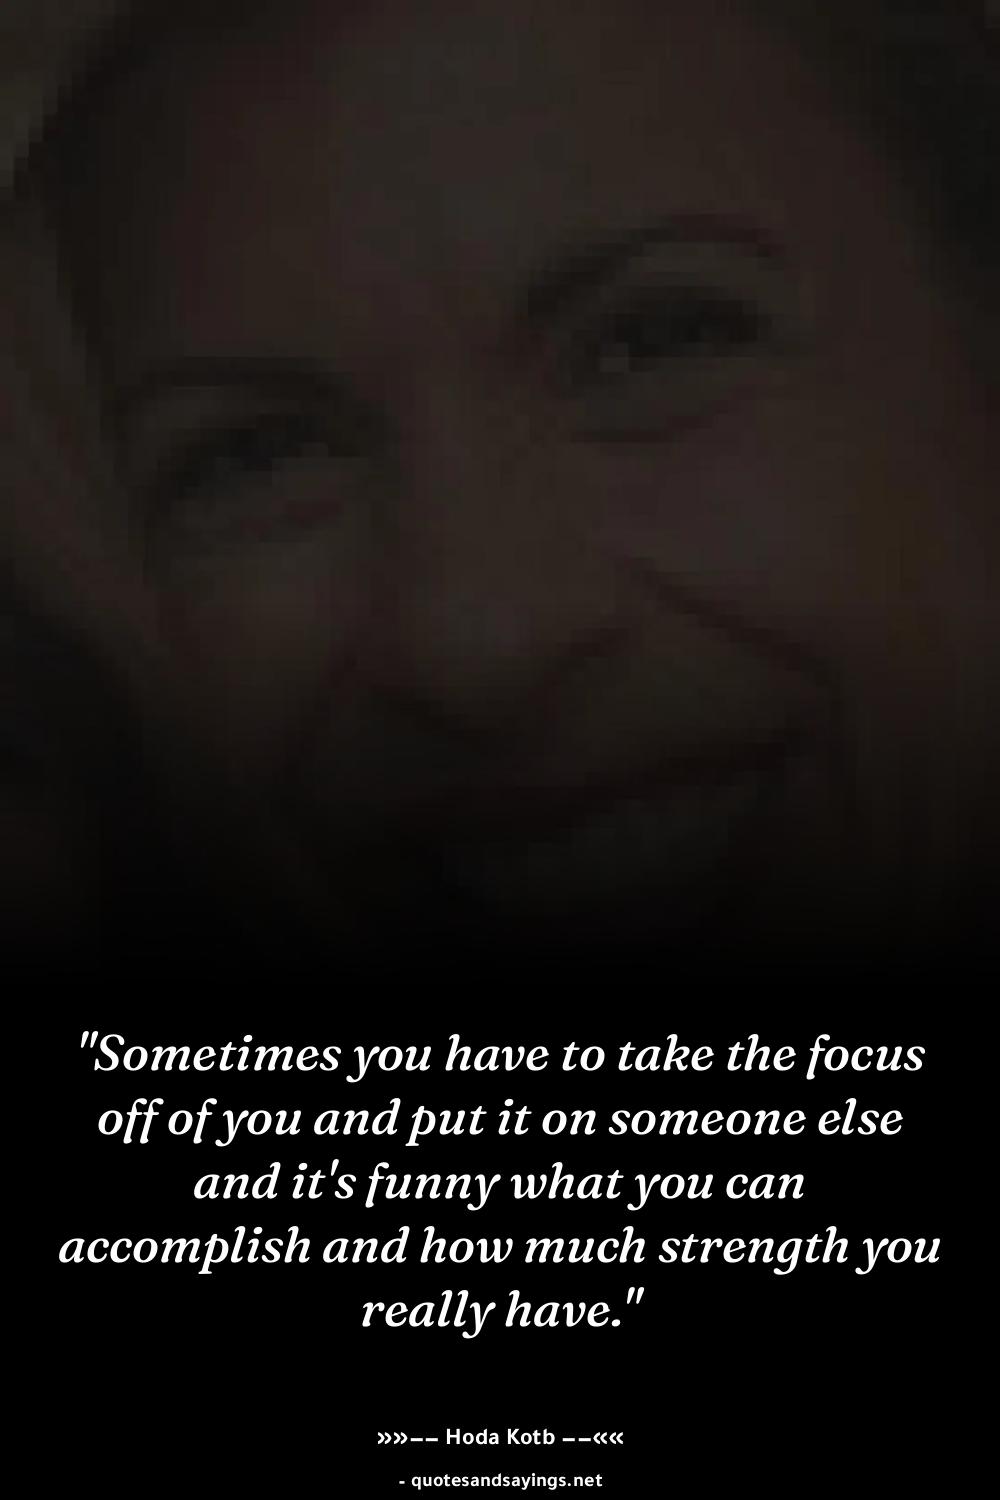 "Sometimes you have to take the focus
off of you and put it on someone else
and it's funny what you can
accomplish and how much strength you
really have."
»»−− Hoda Kotb −−««
- quotesandsayings.net